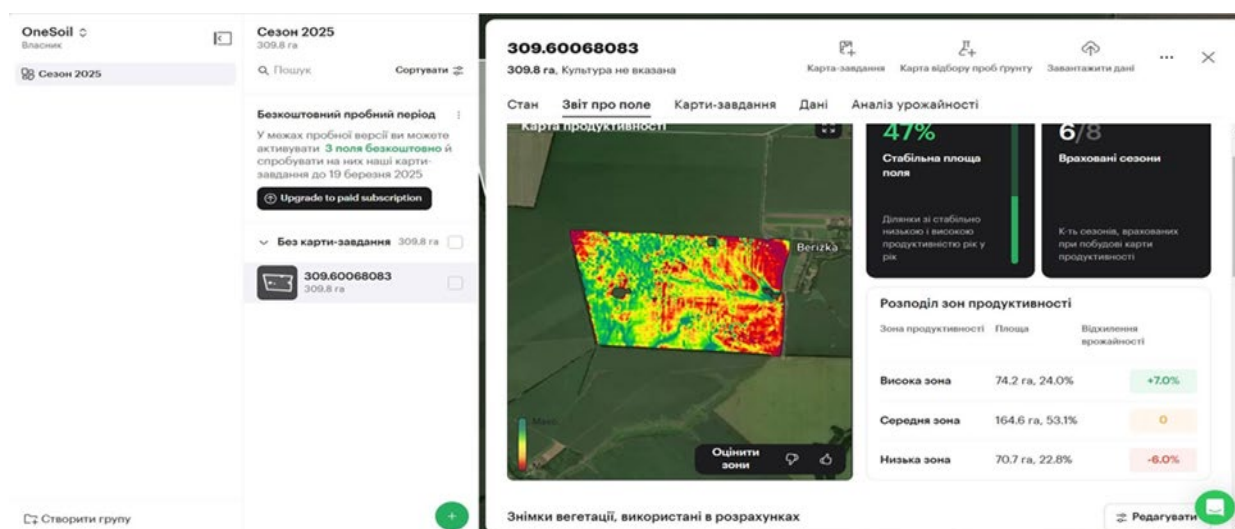 OneSoil
Власник
Сезон 2025
Сезон 2025
309.8 га
Пошук
Сортувати
Безкоштовний пробний період
У межах пробної версії ви можете
активувати 3 поля безкоштовно й
спробувати на них наші карти-
завдання до 19 березня 2025
Upgrade to paid subscription
Без карти-завдання 309.8 га
309.60068083
309.8 га
Створити групу
309.60068083
309.8 га, Культура не вказана
Карта-завдання
Карта відбору проб ґрунту
Завантажити дані
Стан
Звіт про поле
Карти-завдання
Дані
Аналіз урожайності
Карта продуктивності
Berizka
Макс.
Оцінити
зони
47%
Стабільна площа
поля
Ділянки зі стабільно
низькою і високою
продуктивністю рік у
рік
6/8
Враховані сезони
К-ть сезонів, врахованих
при побудові карти
продуктивності
Розподіл зон продуктивності
Зона продуктивності Площа Відхилення
врожайності
Висока зона 74.2 га, 24.0% +7.0%
Середня зона 164.6 га, 53.1% 0
Низька зона 70.7 га, 22.8% -6.0%
Знімки вегетації, використані в розрахунках
Редагувати